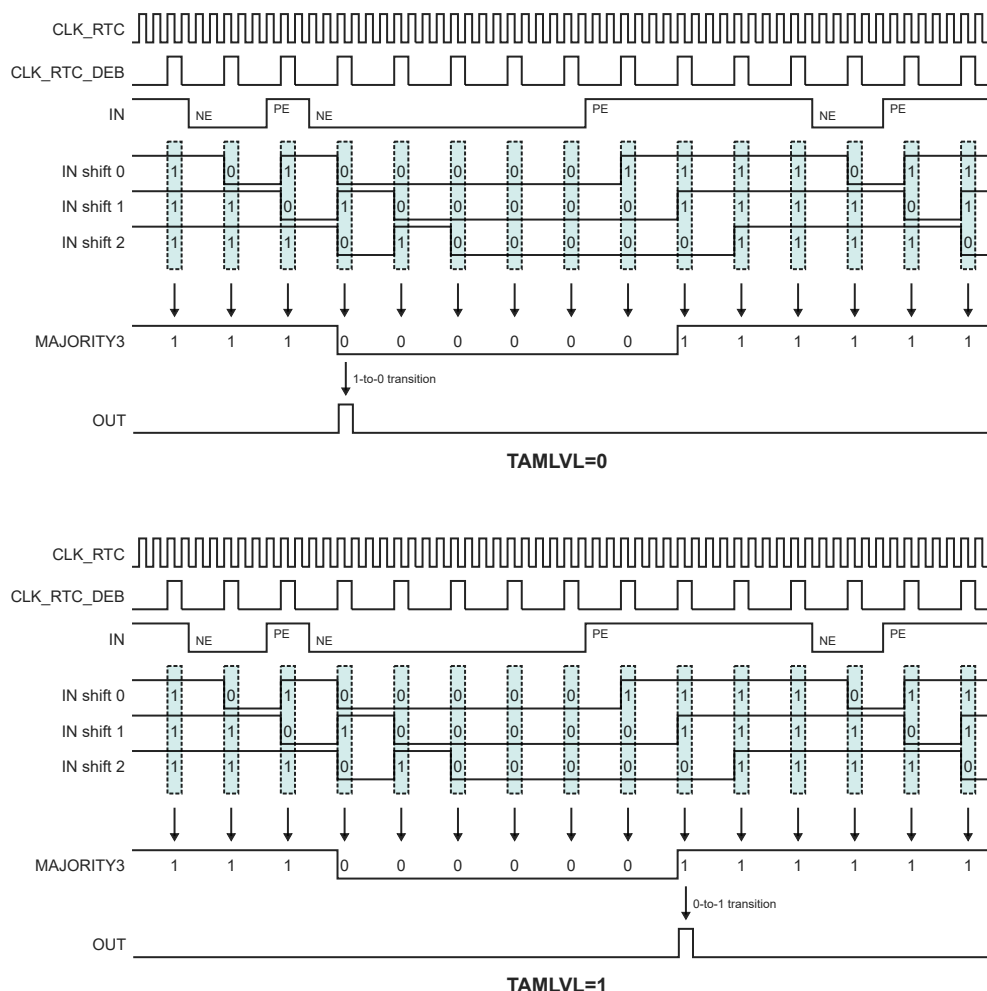 CLK_RTC
CLK_RTC_DEB
IN NE PE NE PE NE PE
IN shift 0 1 0 1 0 0 0 0 0 1 1 1 1 0 1 1
IN shift 1 1 1 0 1 0 0 0 0 0 1 1 1 1 0 1
IN shift 2 1 1 1 0 1 0 0 0 0 0 1 1 1 1 0
MAJORITY3 1 1 1 0 0 0 0 0 0 1 1 1 1 1 1
1-to-0 transition
OUT
TAMLVL=0
CLK_RTC
CLK_RTC_DEB
IN NE PE NE PE NE PE
IN shift 0 1 0 1 0 0 0 0 0 1 1 1 1 0 1 1
IN shift 1 1 1 0 1 0 0 0 0 0 1 1 1 1 0 1
IN shift 2 1 1 1 0 1 0 0 0 0 0 1 1 1 1 0
MAJORITY3 1 1 1 0 0 0 0 0 0 1 1 1 1 1 1
0-to-1 transition
OUT
TAMLVL=1